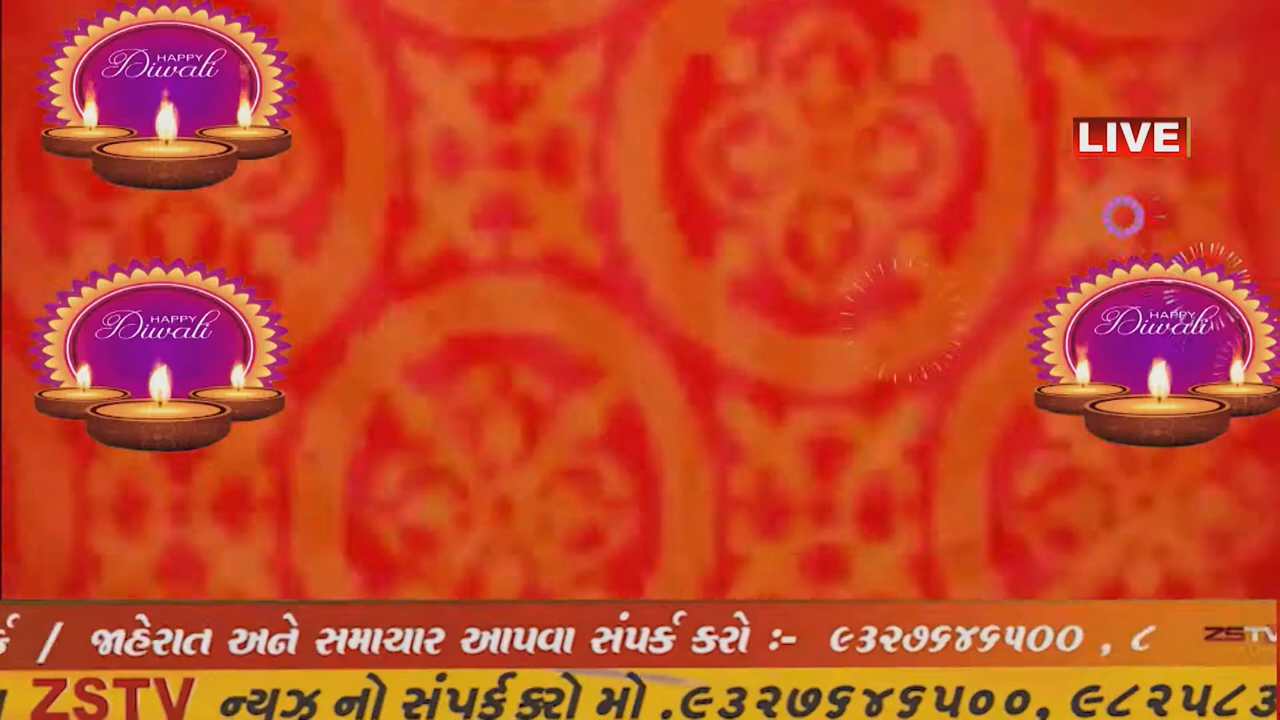 HAPPY
Diwali
LIVE
HAPPY
Diwali
HAPPY
Diwali
/ જાહેરાત અને સમાચાર આપવા સંપર્ક કરો :- ૯૩૨૭૬૪૬૫૦૦ , ૮
ZSTV
ZSTV ન્યુઝ નો સંપર્ક કરો મો .૯૩૨૭૬૪૬૫૦૦, ૯૮૨૫૮૩